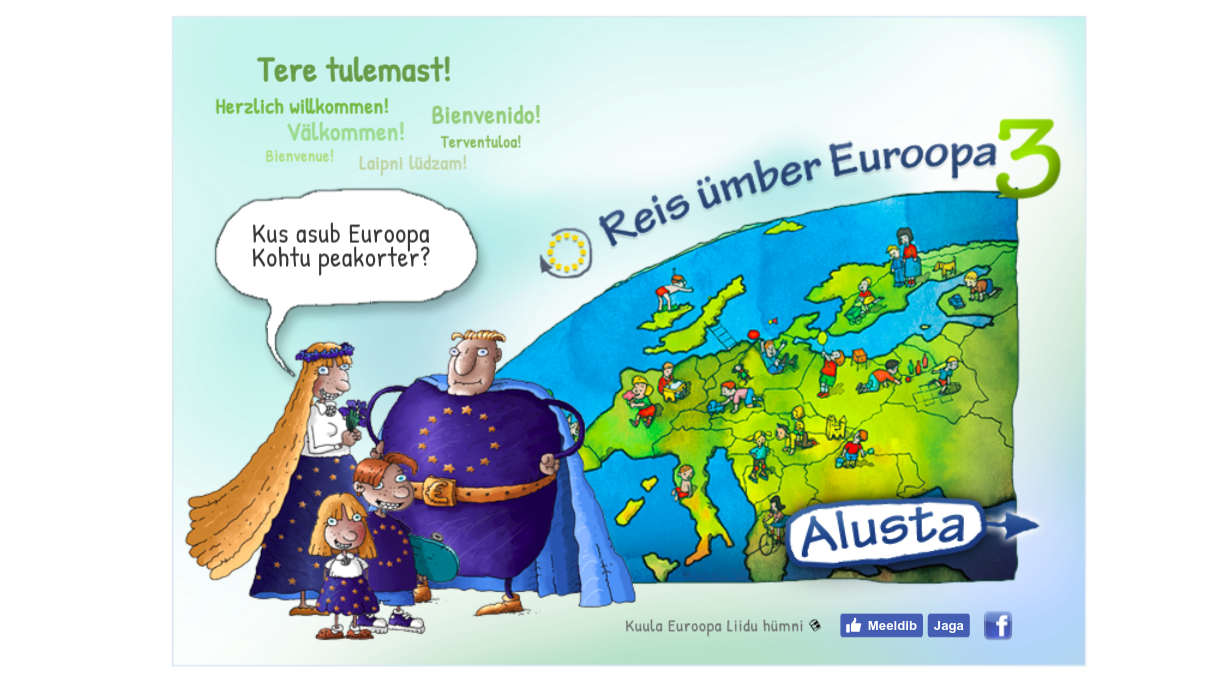 Tere tulemast!
Herzlich willkommen!
Bienvenido!
Välkommen!
Terventuloa!
Bienvenue!
Laipni lūdzam!
Reis ümber Euroopa 3
Kus asub Euroopa
Kohtu peakorter?
€
Alusta
Kuula Euroopa Liidu hümni
Meeldib
Jaga
f